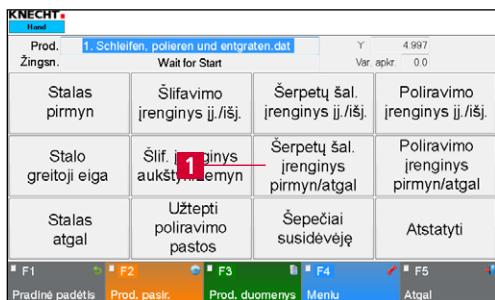 KNECHT
Hand
Prod. 1. Schleifen, polieren und entgraten.dat Y 4.997
Žingsn. Wait for Start Var. apkr. 0.0
Stalas
pirmyn
Šlifavimo
įrenginys įj./išj.
Šerpetų šal.
įrenginys įj./išj.
Poliravimo
įrenginys įj./išj.
Stalo
greitoji eiga
Šlif.
1
Šerpetų šal.
įrenginys
pirmyn/atgal
Poliravimo
įrenginys
pirmyn/atgal
Stalas
atgal
Užtepti
poliravimo
pastos
Šepečiai
susidėvėję
Atstatyti
F1 F2 F3 F4 F5
Pradinė padėtis Prod. pasir. Prod. duomenys Meniu Atgal